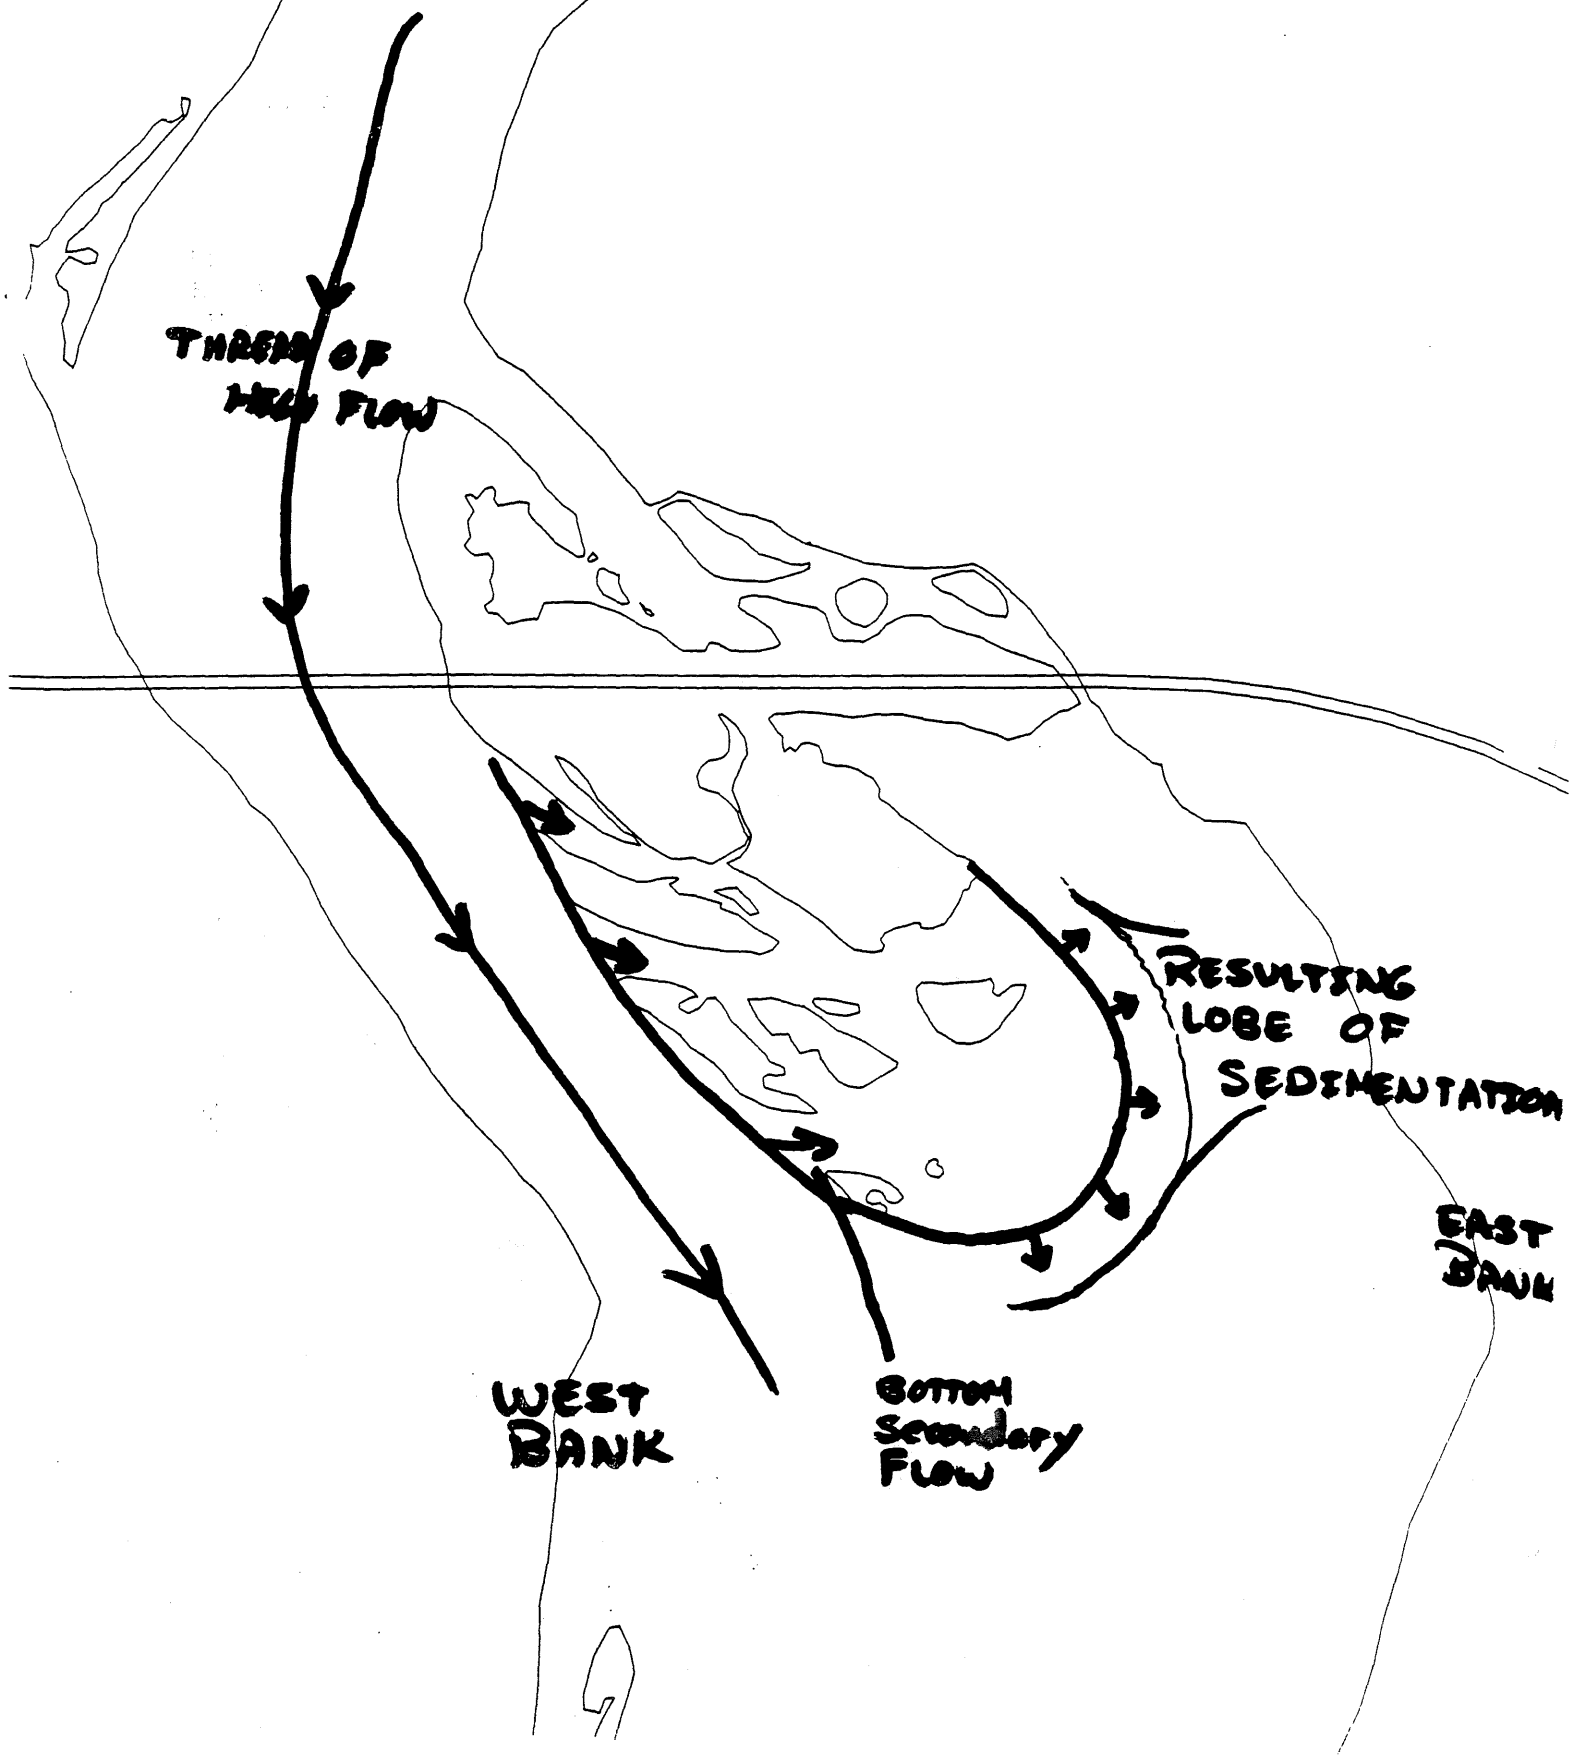 THREAD OF
HIGH FLOW
RESULTING
LOBE OF
SEDIMENTATION
EAST
BANK
WEST
BANK
BOTTOM
Secondary
FLOW